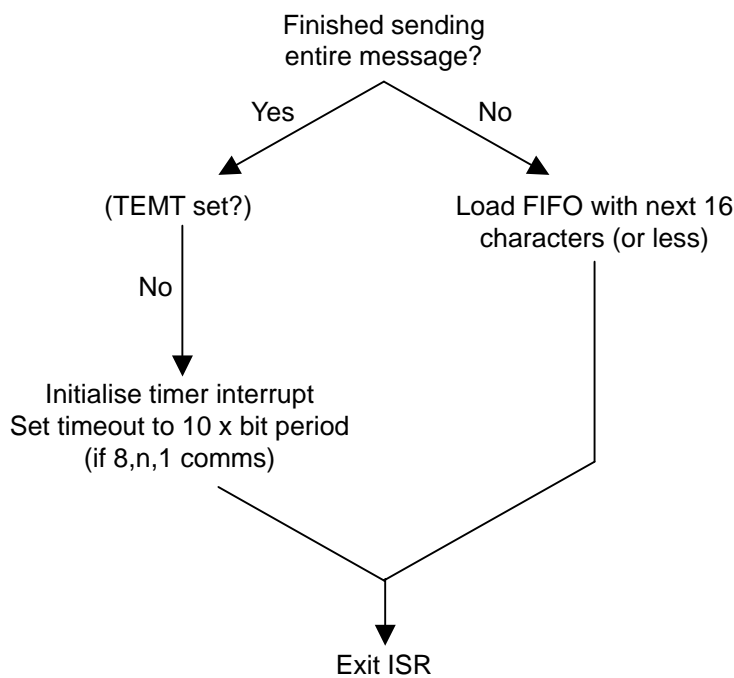 Finished sending
entire message?
Yes
No
(TEMT set?)
Load FIFO with next 16
characters (or less)
No
Initialise timer interrupt
Set timeout to 10 x bit period
(if 8,n,1 comms)
Exit ISR